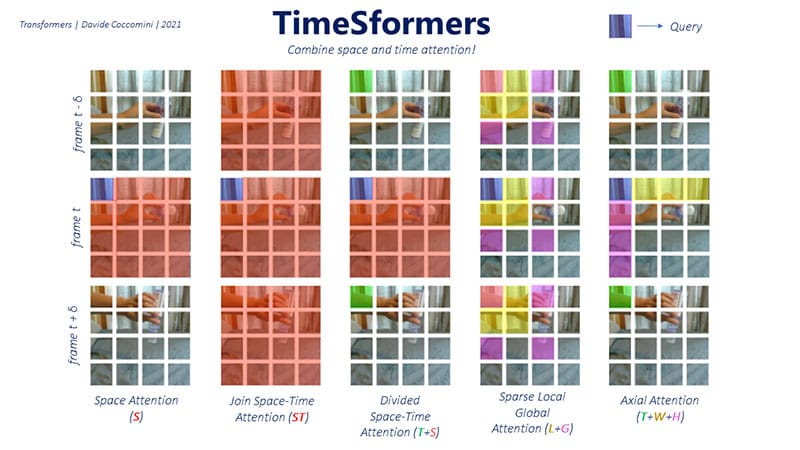 Transformers | Davide Coccomini | 2021
TimeSformers
Combine space and time attention!
Query
frame t - δ
frame t
frame t + δ
Space Attention
(S)
Join Space-Time
Attention (ST)
Divided
Space-Time
Attention (T+S)
Sparse Local
Global
Attention (L+G)
Axial Attention
(T+W+H)